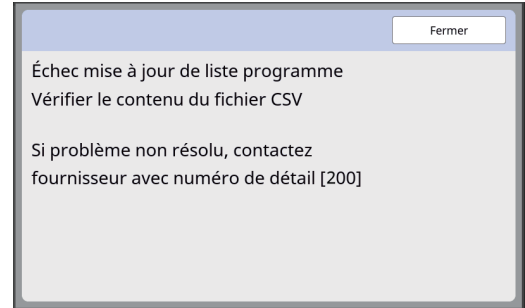 Fermer
Échec mise à jour de liste programme
Vérifier le contenu du fichier CSV
Si problème non résolu, contactez
fournisseur avec numéro de détail [200]